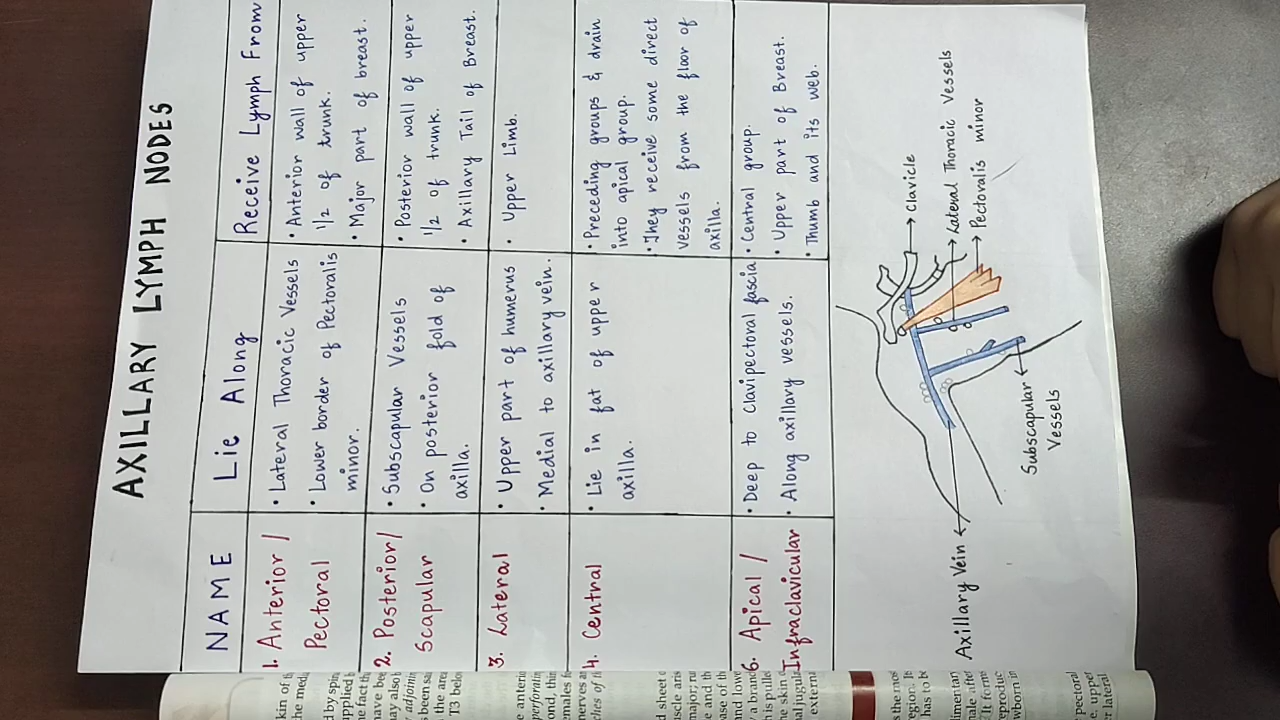 AXILLARY LYMPH NODES
NAME
Lie Along
Receive Lymph From
1. Anterior /
Pectoral
• Lateral Thoracic Vessels
• Lower border of Pectoralis
minor.
• Anterior wall of upper
1/2 of trunk.
• Major part of breast.
2. Posterior/
Scapular
• Subscapular Vessels
• On posterior fold of
axilla.
• Posterior wall of upper
1/2 of trunk.
• Axillary Tail of Breast.
3. Lateral
• Upper part of humerus
• Medial to axillary vein.
• Upper Limb.
4. Central
• Lie in fat of upper
axilla.
• Preceding groups & drain
into apical group.
• They receive some direct
vessels from the floor of
axilla.
6. Apical /
Infraclavicular
• Deep to Clavipectoral fascia
• Along axillary vessels.
• Central group.
• Upper part of Breast.
• Thumb and its web.
Clavicle
Lateral Thoracic Vessels
Pectoralis minor
Axillary Vein
Subscapular
Vessels